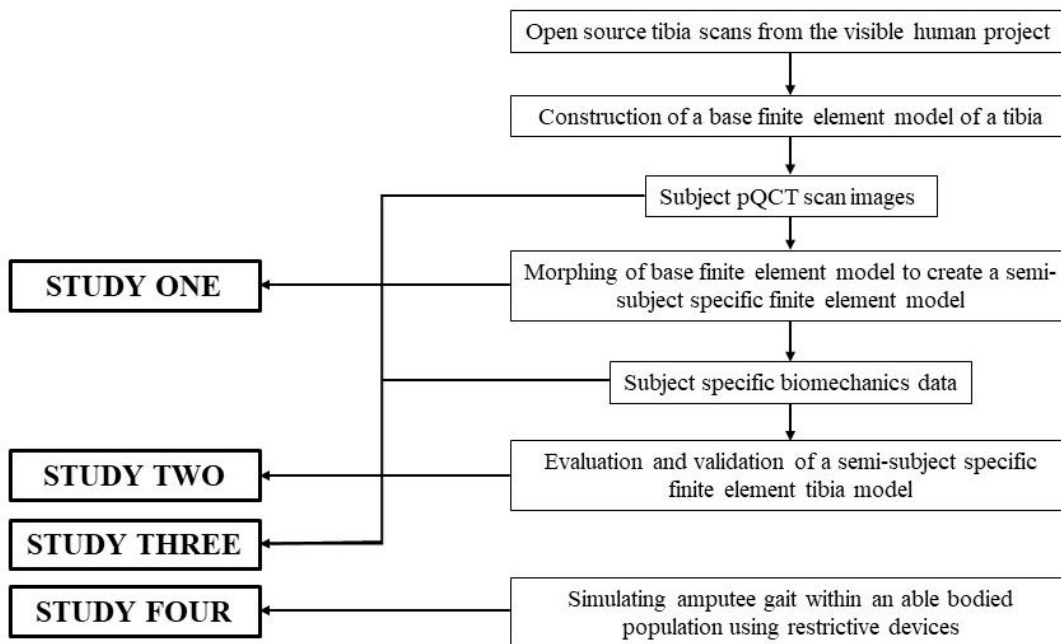 Open source tibia scans from the visible human project
Construction of a base finite element model of a tibia
Subject pQCT scan images
STUDY ONE
Morphing of base finite element model to create a semi-
subject specific finite element model
Subject specific biomechanics data
STUDY TWO
Evaluation and validation of a semi-subject specific
finite element tibia model
STUDY THREE
STUDY FOUR
Simulating amputee gait within an able bodied
population using restrictive devices